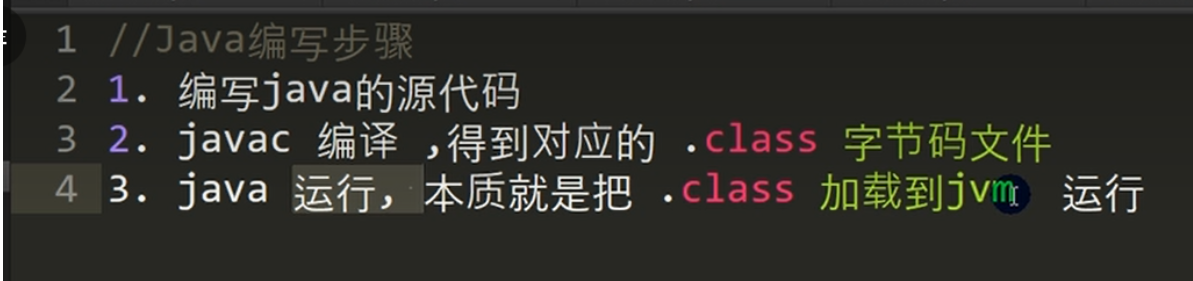 1 //Java编写步骤
2 1. 编写java的源代码
3 2. javac 编译 ,得到对应的 .class 字节码文件
4 3. java 运行, 本质就是把 .class 加载到jvm 运行